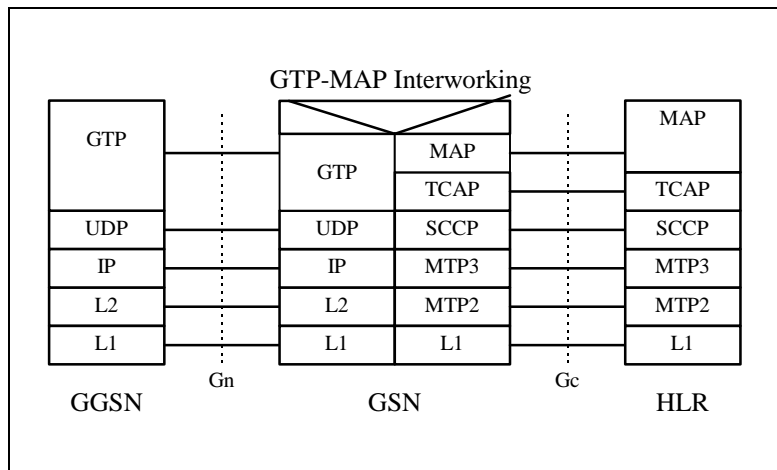 GTP-MAP Interworking
GTP
UDP
IP
L2
L1
GGSN
Gn
GTP
UDP
IP
L2
L1
MAP
TCAP
SCCP
MTP3
MTP2
L1
GSN
Gc
MAP
TCAP
SCCP
MTP3
MTP2
L1
HLR